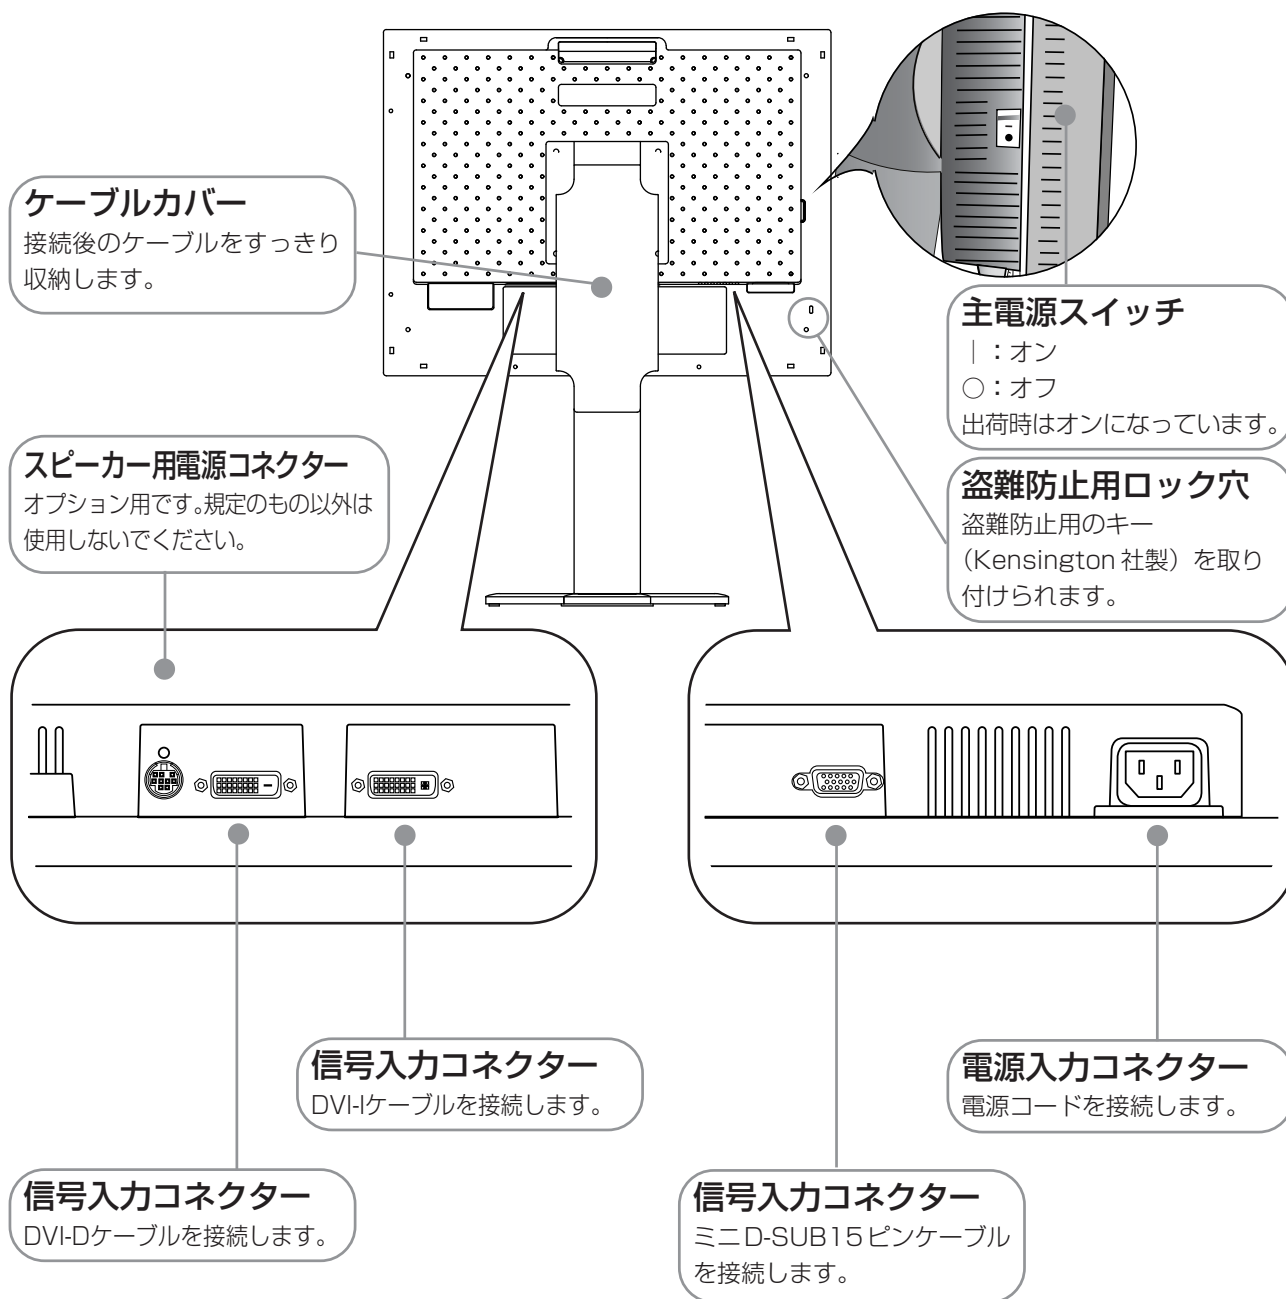 ケーブルカバー
接続後のケーブルをすっきり
収納します。
主電源スイッチ
｜：オン
○：オフ
出荷時はオンになっています。
スピーカー用電源コネクター
オプション用です。規定のもの以外は
使用しないでください。
盗難防止用ロック穴
盗難防止用のキー
（Kensington 社製）を取り
付けられます。
信号入力コネクター
DVI-Iケーブルを接続します。
電源入力コネクター
電源コードを接続します。
信号入力コネクター
DVI-Dケーブルを接続します。
信号入力コネクター
ミニD-SUB15ピンケーブル
を接続します。